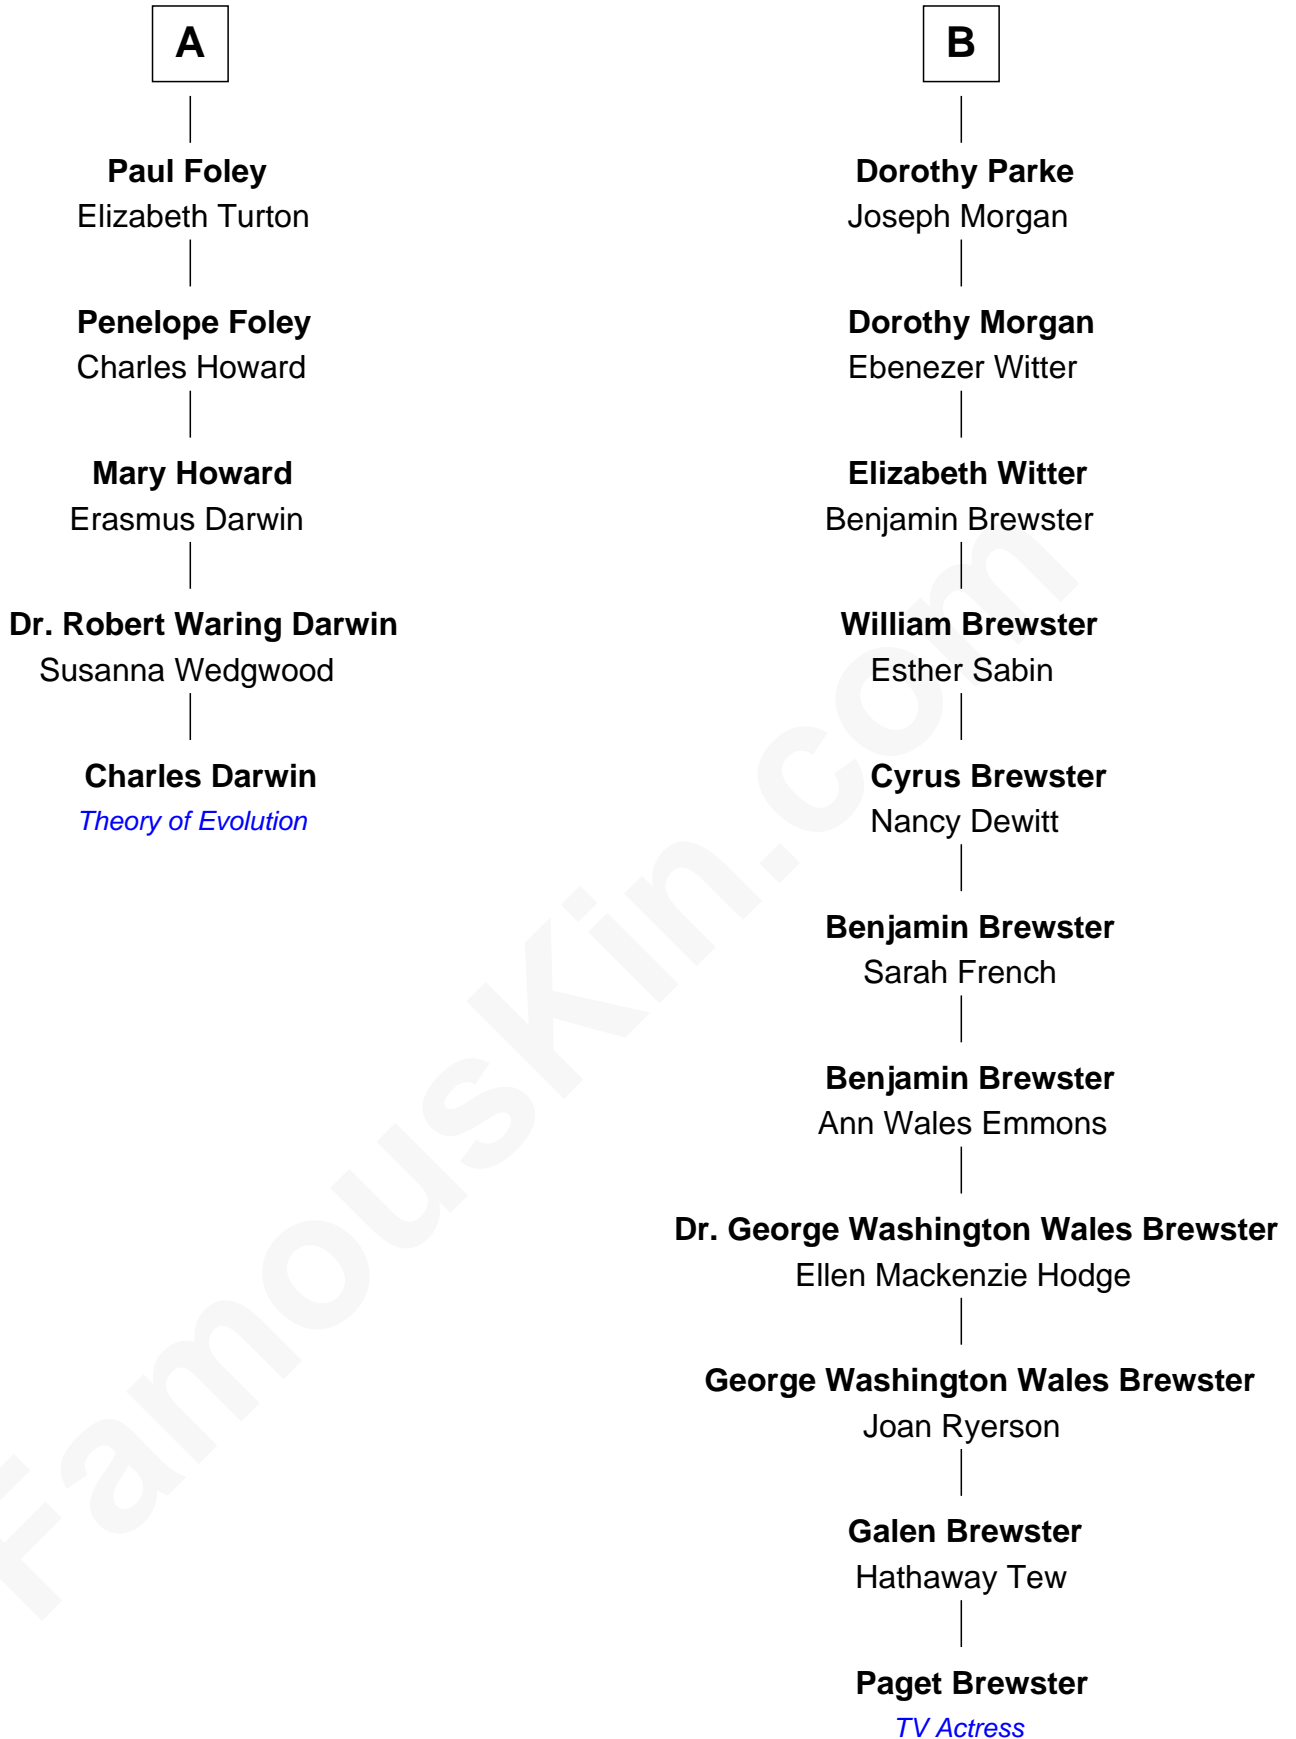 A
Paul Foley
Elizabeth Turton
Penelope Foley
Charles Howard
Mary Howard
Erasmus Darwin
Dr. Robert Waring Darwin
Susanna Wedgwood
Charles Darwin
Theory of Evolution
B
Dorothy Parke
Joseph Morgan
Dorothy Morgan
Ebenezer Witter
Elizabeth Witter
Benjamin Brewster
William Brewster
Esther Sabin
Cyrus Brewster
Nancy Dewitt
Benjamin Brewster
Sarah French
Benjamin Brewster
Ann Wales Emmons
Dr. George Washington Wales Brewster
Ellen Mackenzie Hodge
George Washington Wales Brewster
Joan Ryerson
Galen Brewster
Hathaway Tew
Paget Brewster
TV Actress
FamousKin.com